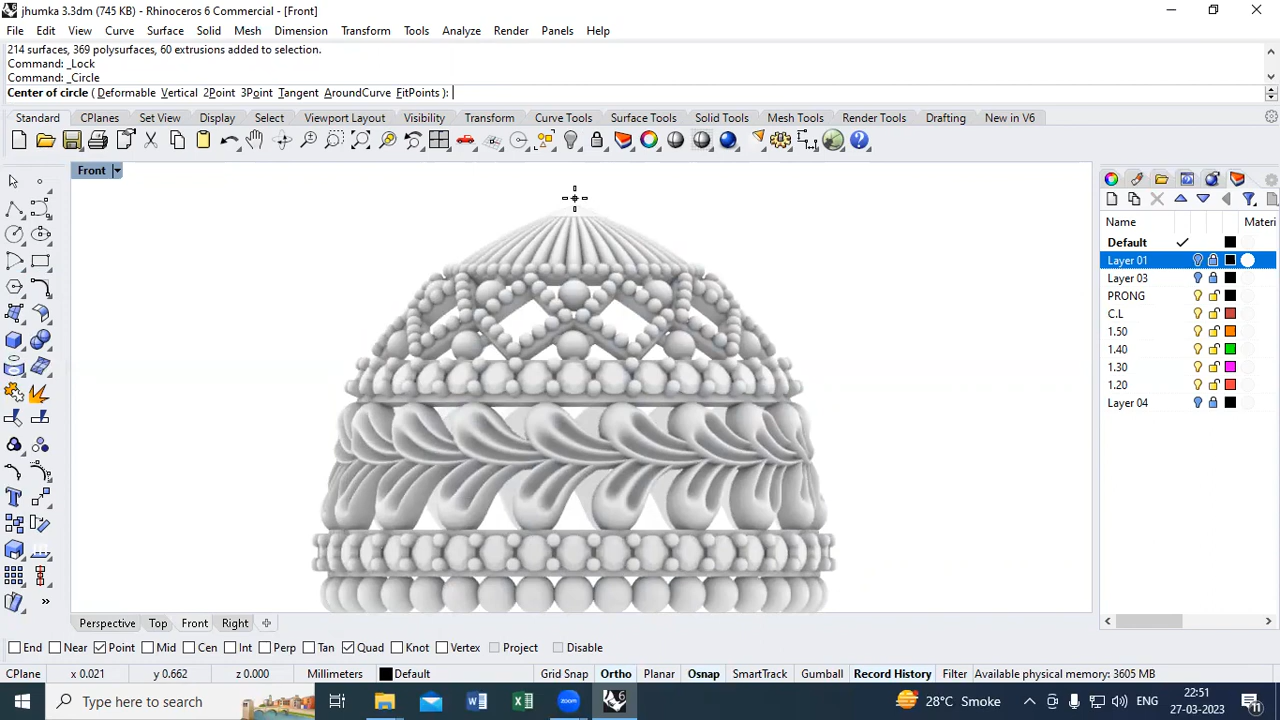 jhumka 3.3dm (745 KB) - Rhinoceros 6 Commercial - [Front]
File Edit View Curve Surface Solid Mesh Dimension Transform Tools Analyze Render Panels Help
214 surfaces, 369 polysurfaces, 60 extrusions added to selection.
Command: _Lock
Command: _Circle
Center of circle ( Deformable Vertical 2Point 3Point Tangent AroundCurve FitPoints ):
Standard CPlanes Set View Display Select Viewport Layout Visibility Transform Curve Tools Surface Tools Solid Tools Mesh Tools Render Tools Drafting New in V6
Front
Name Materi
Default
Layer 01
Layer 03
PRONG
C.L
1.50
1.40
1.30
1.20
Layer 04
Perspective Top Front Right
End Near Point Mid Cen Int Perp Tan Quad Knot Vertex Project Disable
CPlane x 0.021 y 0.662 z 0.000 Millimeters Default Grid Snap Ortho Planar Osnap SmartTrack Gumball Record History Filter Available physical memory: 3605 MB
Type here to search 28°C Smoke ENG 22:51
27-03-2023